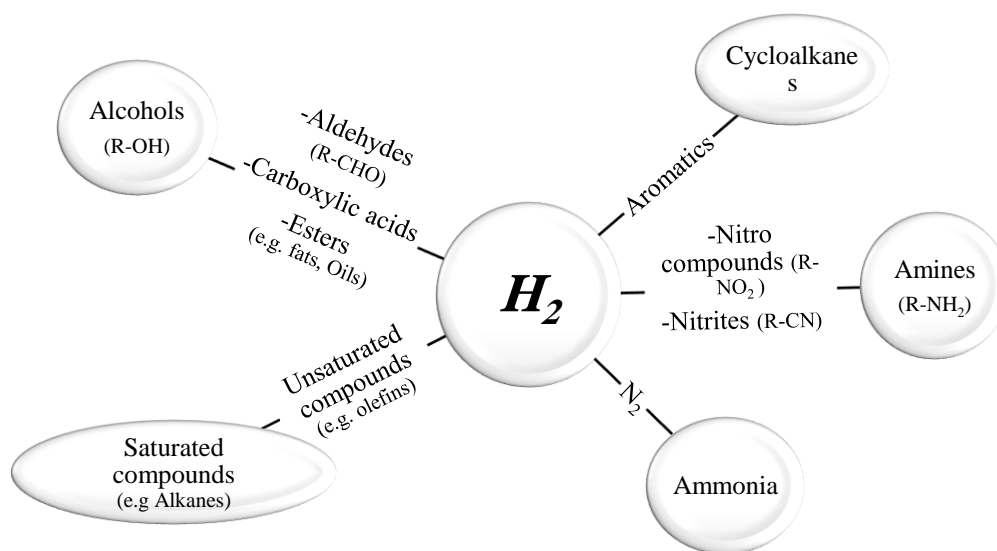 Alcohols
(R-OH)
-Aldehydes
(R-CHO)
-Carboxylic acids
-Esters
(e.g. fats, Oils)
Cycloalkane
s
Aromatics
H2
-Nitro
compounds (R-
NO2)
-Nitrites (R-CN)
Amines
(R-NH2)
Unsaturated
compounds
(e.g. olefins)
Saturated
compounds
(e.g Alkanes)
N2
Ammonia